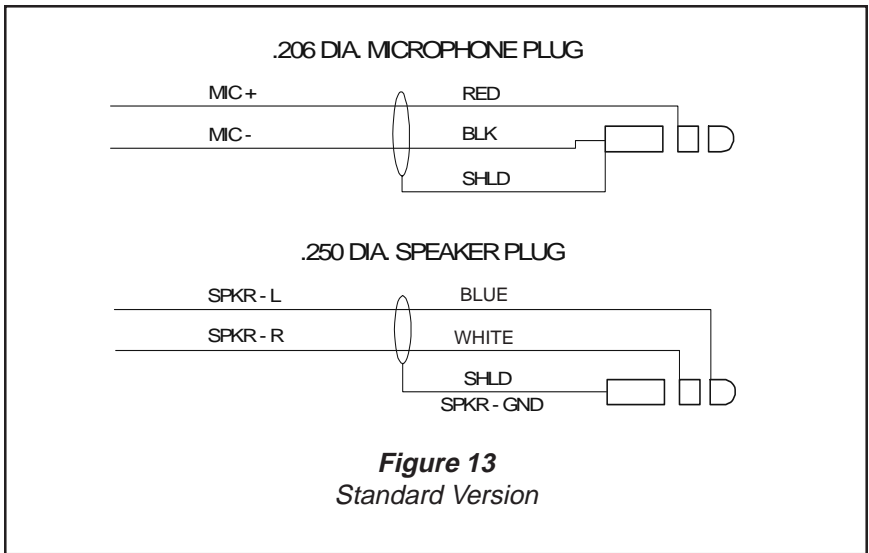 .206 DIA. MICROPHONE PLUG
MIC + RED
MIC - BLK
SHLD
.250 DIA. SPEAKER PLUG
SPKR - L BLUE
SPKR - R WHITE
SHLD
SPKR - GND
Figure 13
Standard Version